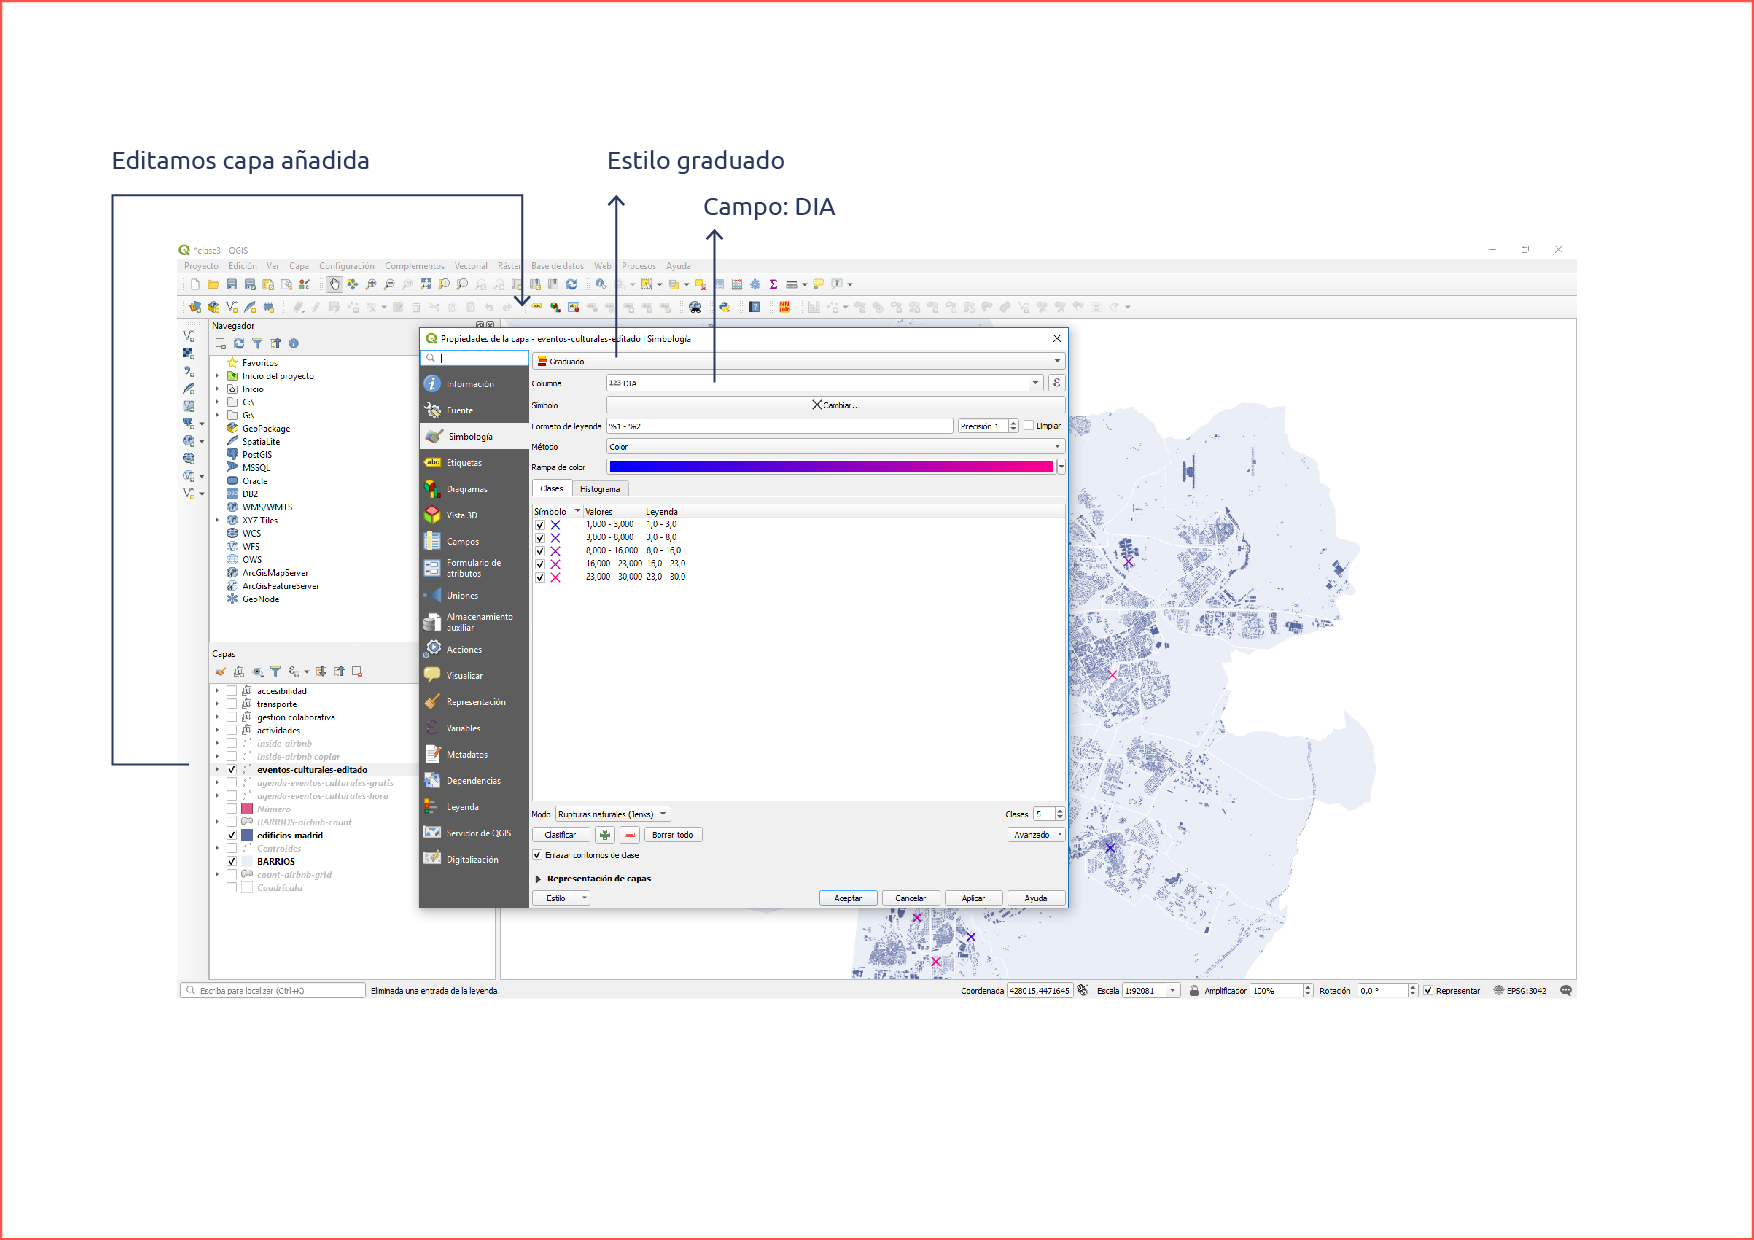 Editamos capa añadida
Estilo graduado
Campo: DIA
*clase3 - QGIS
Proyecto Edición Ver Capa Configuración Complementos Vectorial Ráster Base de datos Web Procesos Ayuda
Navegador
Favoritos
Inicio del proyecto
Inicio
C:\
G:\
GeoPackage
SpatiaLite
PostGIS
MSSQL
Oracle
DB2
WMS/WMTS
XYZ Tiles
WCS
WFS
OWS
ArcGisMapServer
ArcGisFeatureServer
GeoNode
Capas
accesibilidad
transporte
gestion colaborativa
actividades
inside-airbnb
inside-airbnb copiar
eventos-culturales-editado
agenda-eventos-culturales-gratis
agenda-eventos-culturales-hora
Número
BARRIOS-airbnb-count
edificios_madrid
Centroides
BARRIOS
count-airbnb-grid
Cuadrícula
Propiedades de la capa - eventos-culturales-editado | Simbología
Información
Fuente
Simbología
Etiquetas
Diagramas
Vista 3D
Campos
Formulario de
atributos
Uniones
Almacenamiento
auxiliar
Acciones
Visualizar
Representación
Variables
Metadatos
Dependencias
Leyenda
Servidor de QGIS
Digitalización
Graduado
Columna 123 DIA ε
Símbolo Cambiar...
Formato de leyenda %1 - %2 Precisión 1 Limpiar
Método Color
Rampa de color
Clases Histograma
Símbolo Valores Leyenda
1,000 - 3,000 1,0 - 3,0
3,000 - 8,000 3,0 - 8,0
8,000 - 16,000 8,0 - 16,0
16,000 - 23,000 16,0 - 23,0
23,000 - 30,000 23,0 - 30,0
Modo Rupturas naturales (Jenks) Clases 5
Clasificar Borrar todo Avanzado
Enlazar contornos de clase
Representación de capas
Estilo Aceptar Cancelar Aplicar Ayuda
Escriba para localizar (Ctrl+K) Eliminada una entrada de la leyenda. Coordenada 428015,4471645 Escala 1:92081 Amplificador 100% Rotación 0,0 ° Representar EPSG:3042